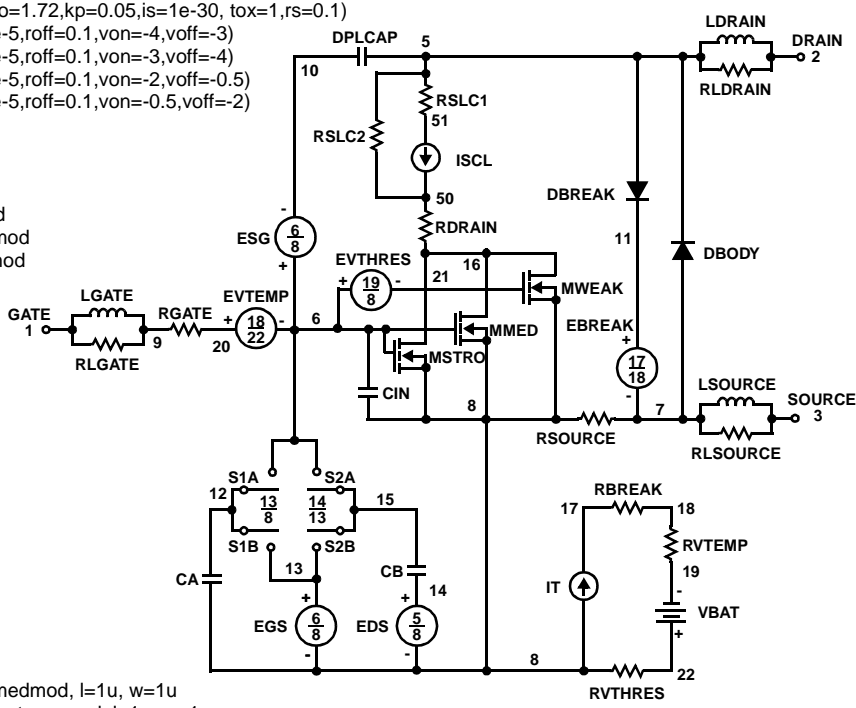 o=1.72,kp=0.05,is=1e-30, tox=1,rs=0.1)
e-5,roff=0.1,von=-4,voff=-3)
e-5,roff=0.1,von=-3,voff=-4)
e-5,roff=0.1,von=-2,voff=-0.5)
e-5,roff=0.1,von=-0.5,voff=-2)
LDRAIN
DPLCAP
5
DRAIN
2
10
RLDRAIN
RSLC1
51
RSLC2
ISCL
50
DBREAK
d
mod
mod
-
ESG
6
8
+
RDRAIN
11
DBODY
EVTHRES
16
21
+
19
8
-
MWEAK
LGATE
EVTEMP
GATE
1
RGATE
+
18
22
-
6
MMED
EBREAK
+
9
20
MSTRO
17
18
-
RLGATE
CIN
LSOURCE
8
7
SOURCE
3
RSOURCE
RLSOURCE
S1A
S2A
12
13
8
14
13
15
RBREAK
17
18
S1B
S2B
RVTEMP
13
CB
19
CA
14
IT
-
+
+
VBAT
EGS
6
8
EDS
5
8
+
-
-
8
22
RVTHRES
medmod, l=1u, w=1u